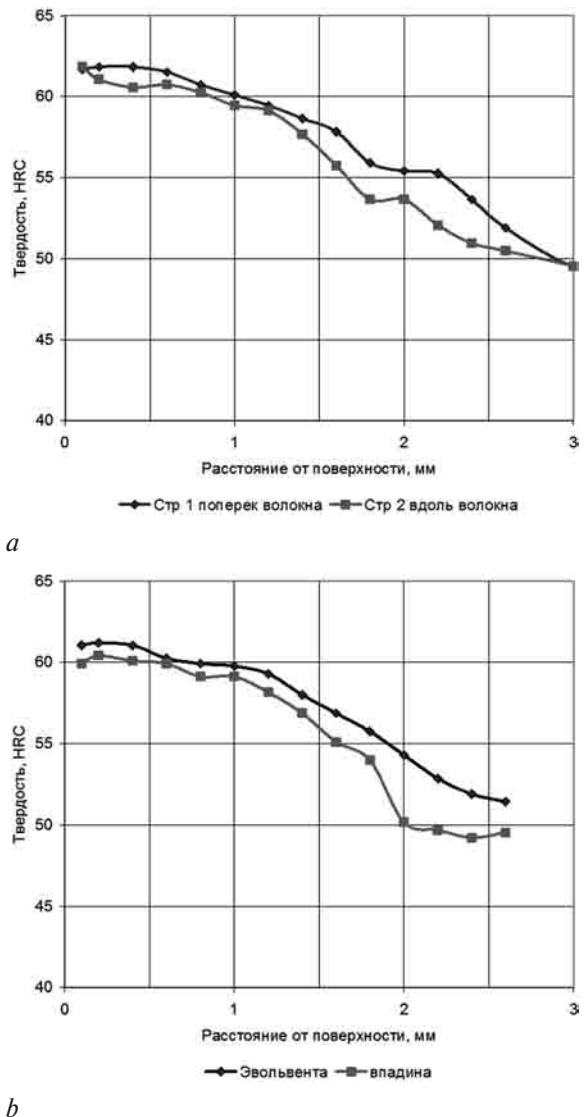 65
60
55
50
45
40
Твердость, HRC
0 1 2 3
Расстояние от поверхности, мм
Стр 1 поперек волокна Стр 2 вдоль волокна
a
65
60
55
50
45
40
Твердость, HRC
0 1 2 3
Расстояние от поверхности, мм
Эвольвента впадина
b